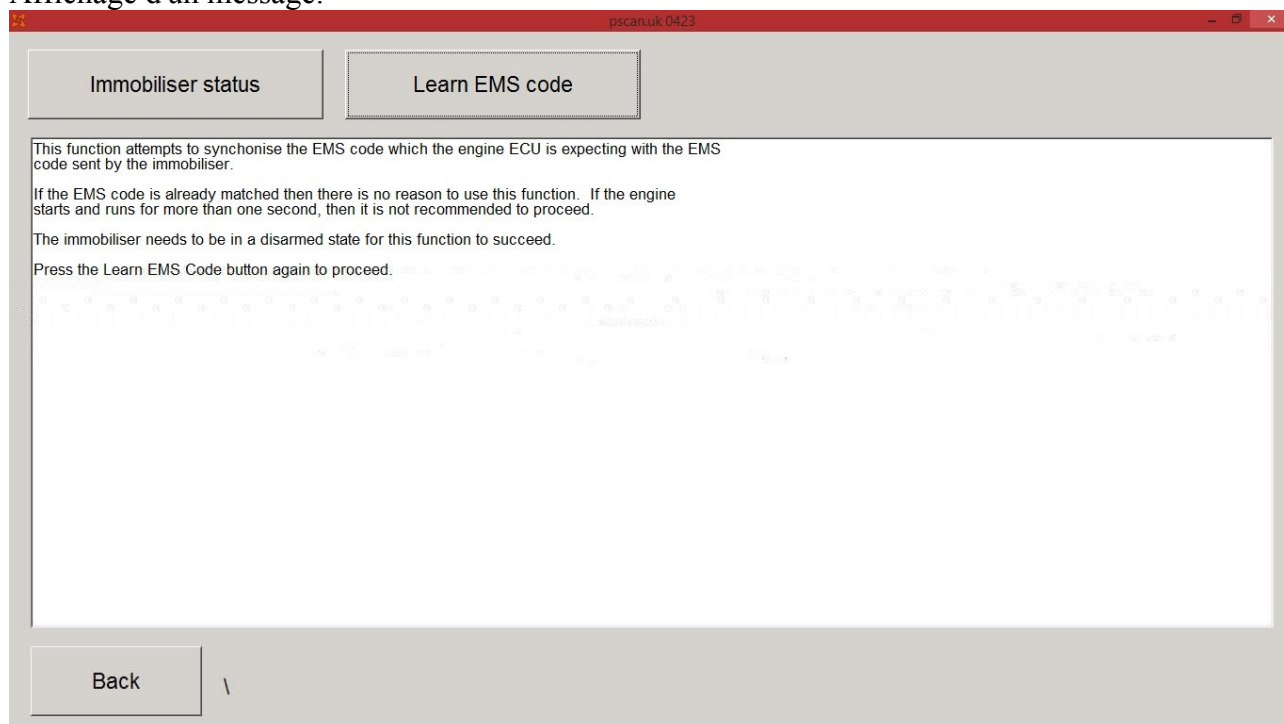 Affichage d'un message:
pscan.uk 0423
Immobiliser status
Learn EMS code
This function attempts to synchonise the EMS code which the engine ECU is expecting with the EMS
code sent by the immobiliser.
If the EMS code is already matched then there is no reason to use this function.  If the engine
starts and runs for more than one second, then it is not recommended to proceed.
The immobiliser needs to be in a disarmed state for this function to succeed.
Press the Learn EMS Code button again to proceed.
Back
\